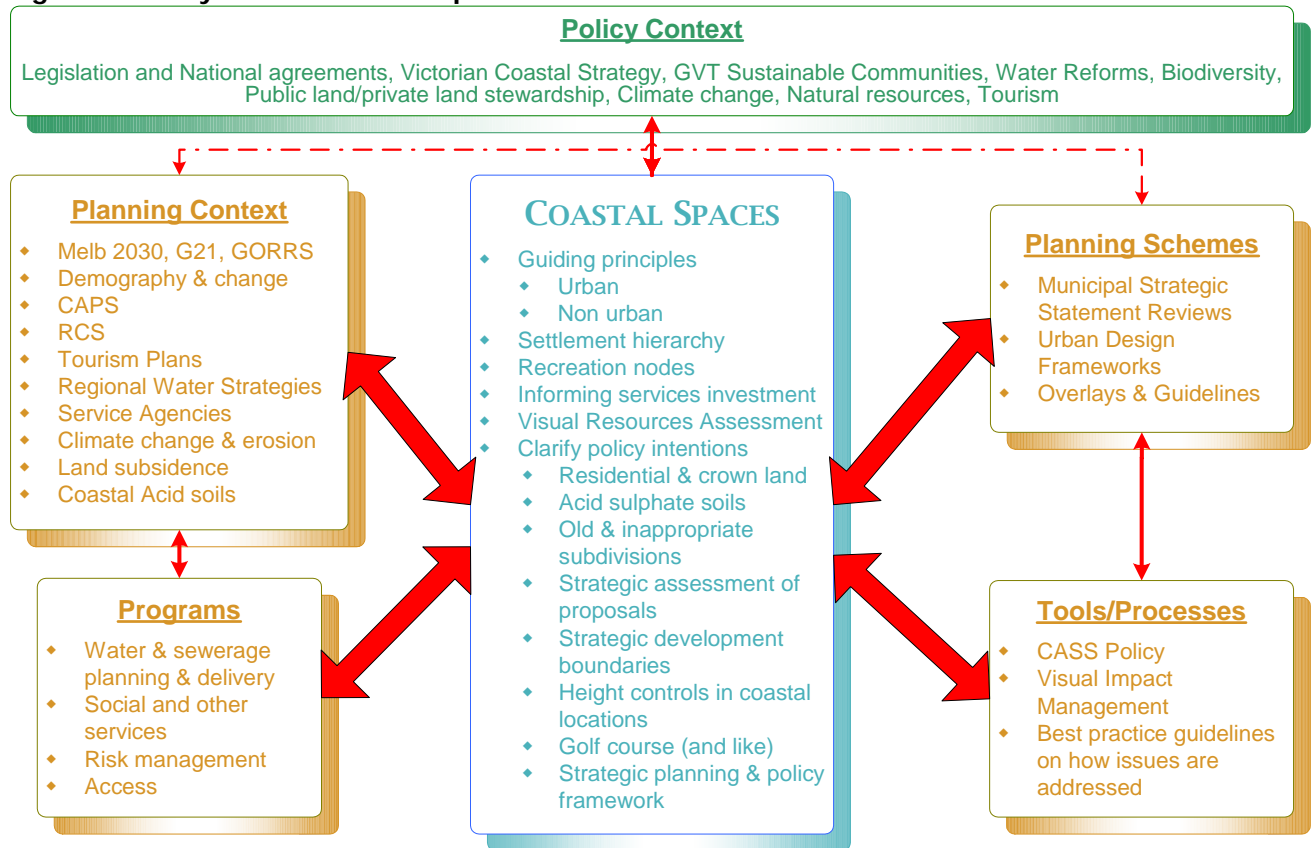 Policy Context
Legislation and National agreements, Victorian Coastal Strategy, GVT Sustainable Communities, Water Reforms, Biodiversity,
Public land/private land stewardship, Climate change, Natural resources, Tourism
Planning Context
Melb 2030, G21, GORRS
Demography & change
CAPS
RCS
Tourism Plans
Regional Water Strategies
Service Agencies
Climate change & erosion
Land subsidence
Coastal Acid soils
Programs
Water & sewerage
planning & delivery
Social and other
services
Risk management
Access
COASTAL SPACES
Guiding principles
Urban
Non urban
Settlement hierarchy
Recreation nodes
Informing services investment
Visual Resources Assessment
Clarify policy intentions
Residential & crown land
Acid sulphate soils
Old & inappropriate
subdivisions
Strategic assessment of
proposals
Strategic development
boundaries
Height controls in coastal
locations
Golf course (and like)
Strategic planning & policy
framework
Planning Schemes
Municipal Strategic
Statement Reviews
Urban Design
Frameworks
Overlays & Guidelines
Tools/Processes
CASS Policy
Visual Impact
Management
Best practice guidelines
on how issues are
addressed